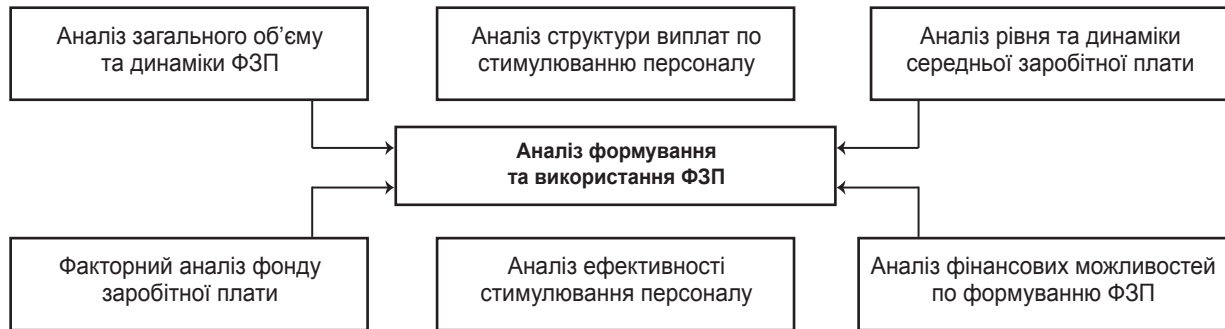 Аналіз загального об’єму
та динаміки ФЗП
Аналіз структури виплат по
стимулюванню персоналу
Аналіз рівня та динаміки
середньої заробітної плати
Аналіз формування
та використання ФЗП
Факторний аналіз фонду
заробітної плати
Аналіз ефективності
стимулювання персоналу
Аналіз фінансових можливостей
по формуванню ФЗП